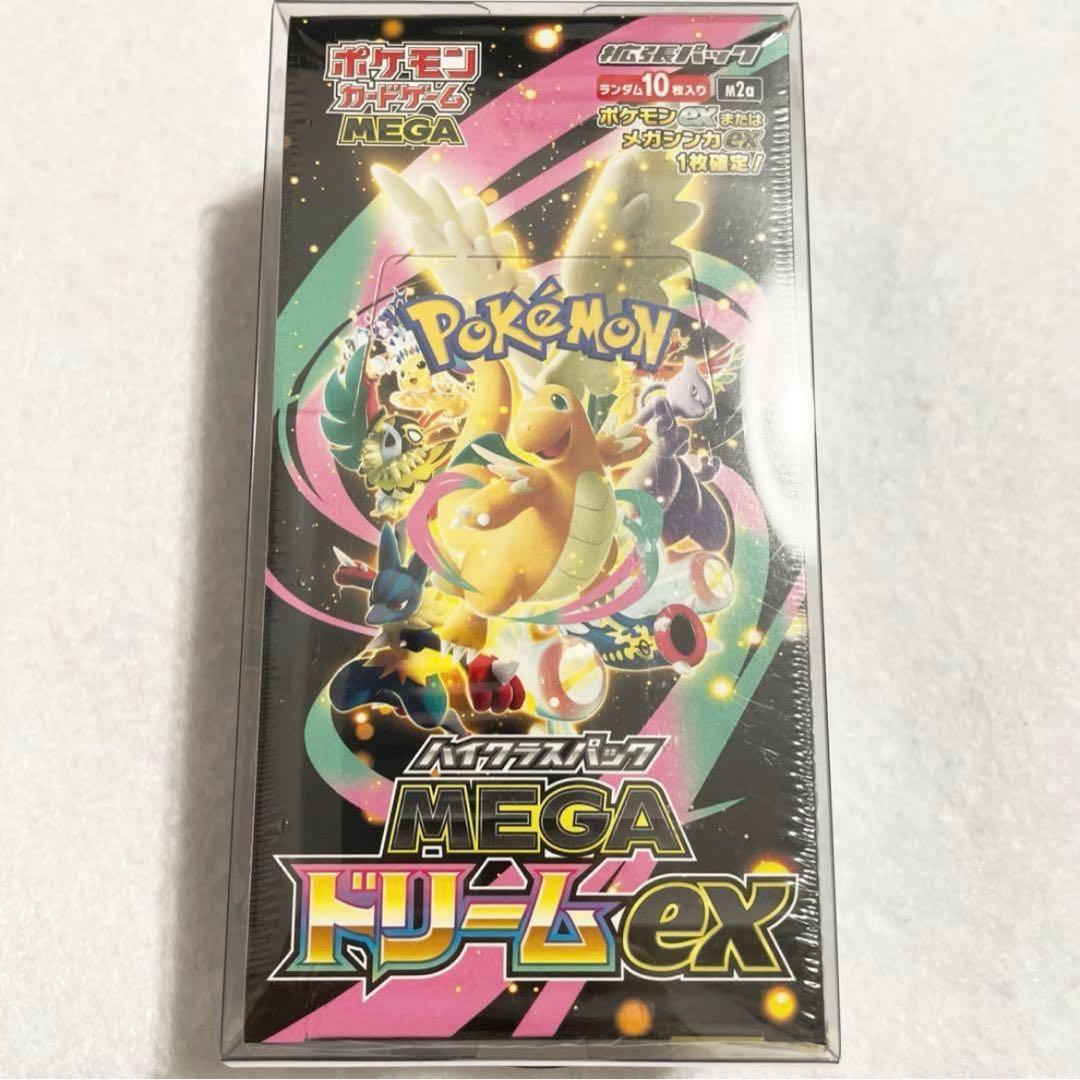 ポケモン
カードゲーム
MEGA
拡張パック
ランダム10枚入り M2a
ポケモンexまたは
メガシンカex
1枚確定!
POKéMON
ハイクラスパック
MEGA
ドリームex